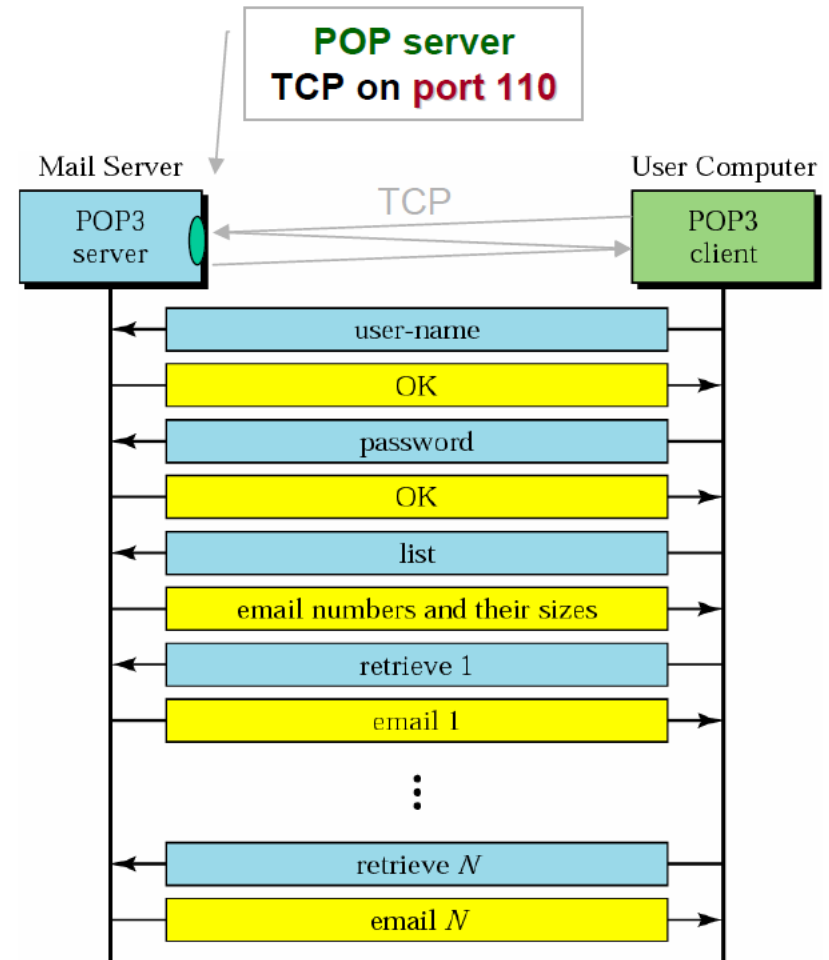 POP server
TCP on port 110
Mail Server
User Computer
TCP
POP3
server
POP3
client
user-name
OK
password
OK
list
email numbers and their sizes
retrieve 1
email 1
⋮
retrieve N
email N